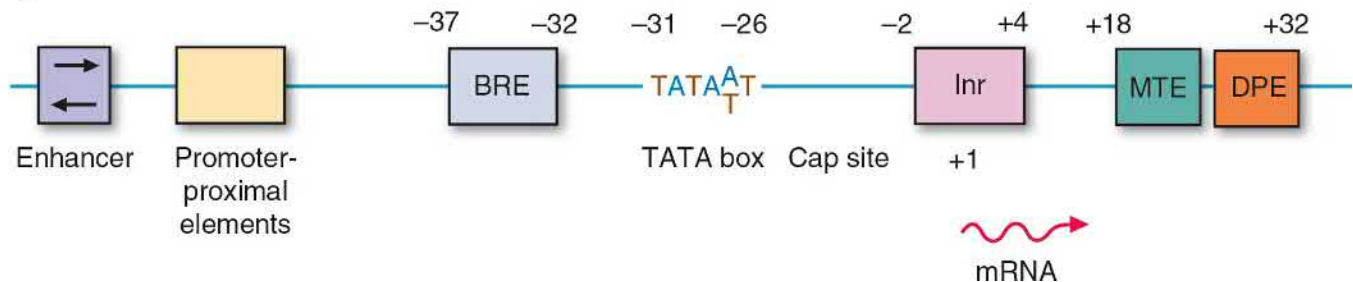 −37 −32 −31 −26 −2 +4 +18 +32
BRE TATAAT Inr MTE DPE
T
Enhancer Promoter- TATA box Cap site +1
proximal
elements
mRNA